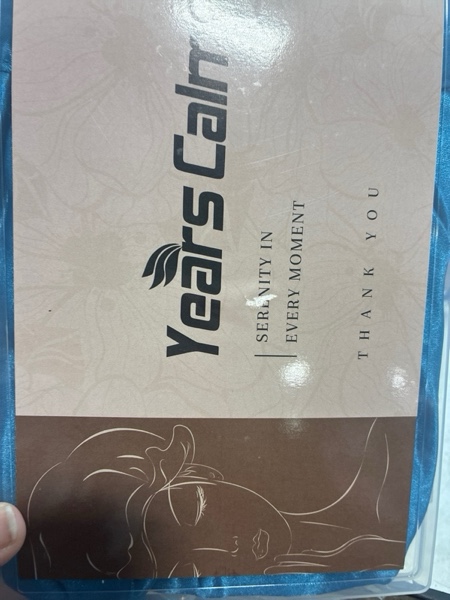 Years Calm
SERENITY IN
EVERY MOMENT
THANK YOU